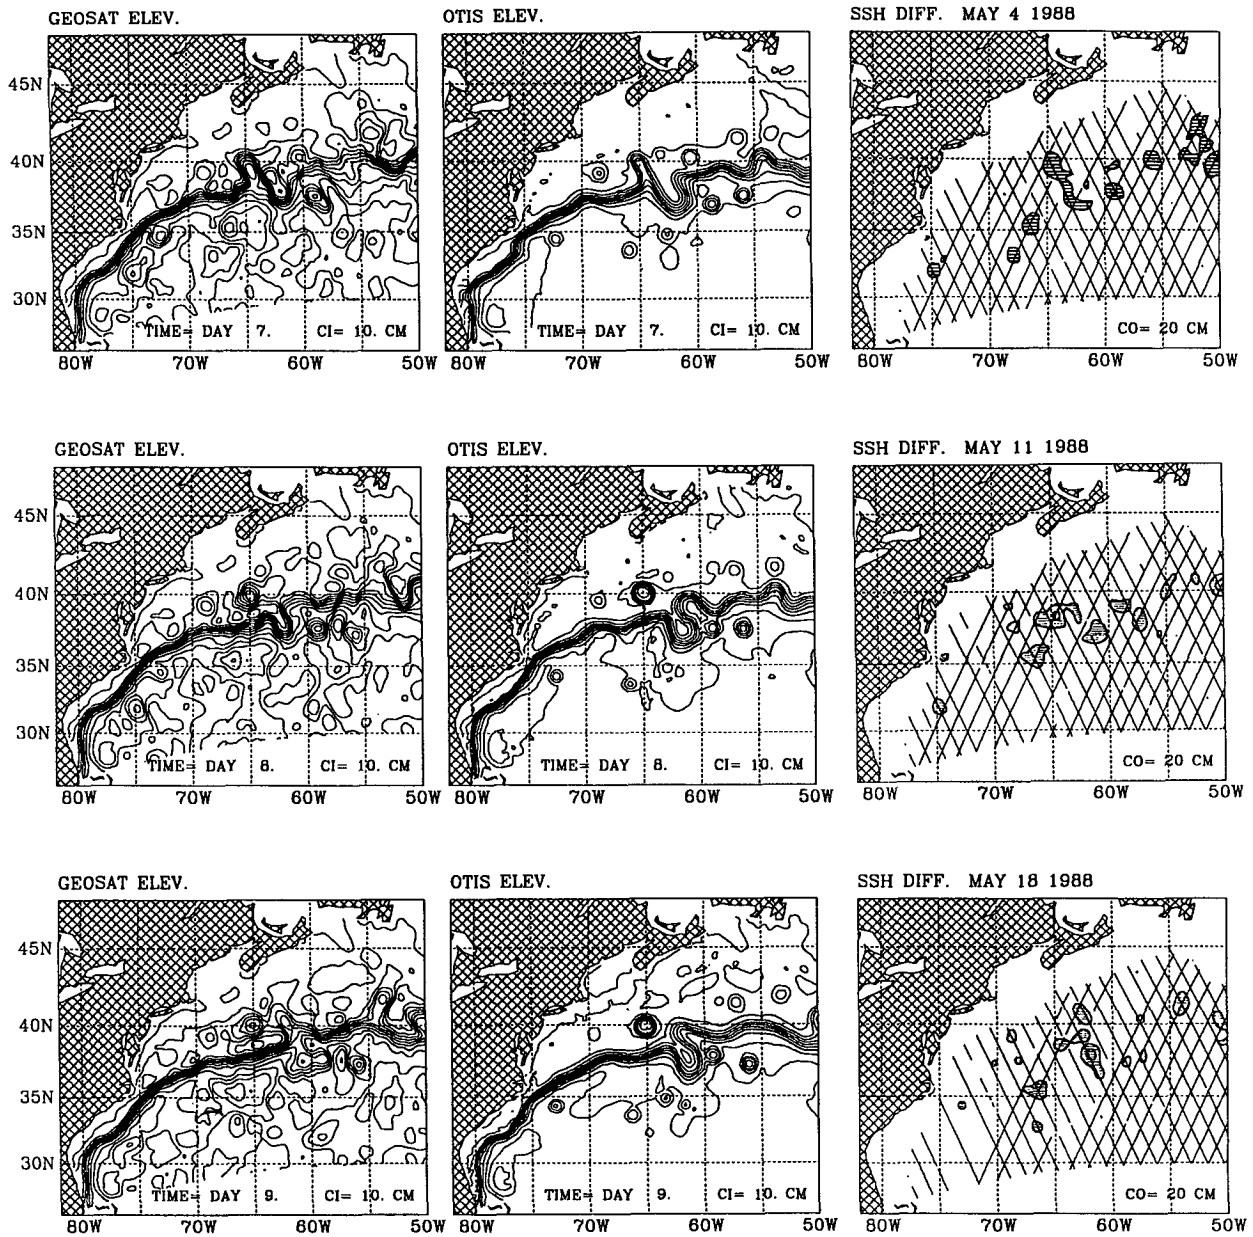 GEOSAT ELEV. OTIS ELEV. SSH DIFF. MAY 4 1988
45N
40N
35N
30N
TIME= DAY 7. CI= 10. CM TIME= DAY 7. CI= 10. CM CO= 20 CM
80W 70W 60W 50W 80W 70W 60W 50W 80W 70W 60W 50W
GEOSAT ELEV. OTIS ELEV. SSH DIFF. MAY 11 1988
45N
40N
35N
30N
TIME= DAY 8. CI= 10. CM TIME= DAY 8. CI= 10. CM CO= 20 CM
80W 70W 60W 50W 80W 70W 60W 50W 80W 70W 60W 50W
GEOSAT ELEV. OTIS ELEV. SSH DIFF. MAY 18 1988
45N
40N
35N
30N
TIME= DAY 9. CI= 10. CM TIME= DAY 9. CI= 10. CM CO= 20 CM
80W 70W 60W 50W 80W 70W 60W 50W 80W 70W 60W 50W